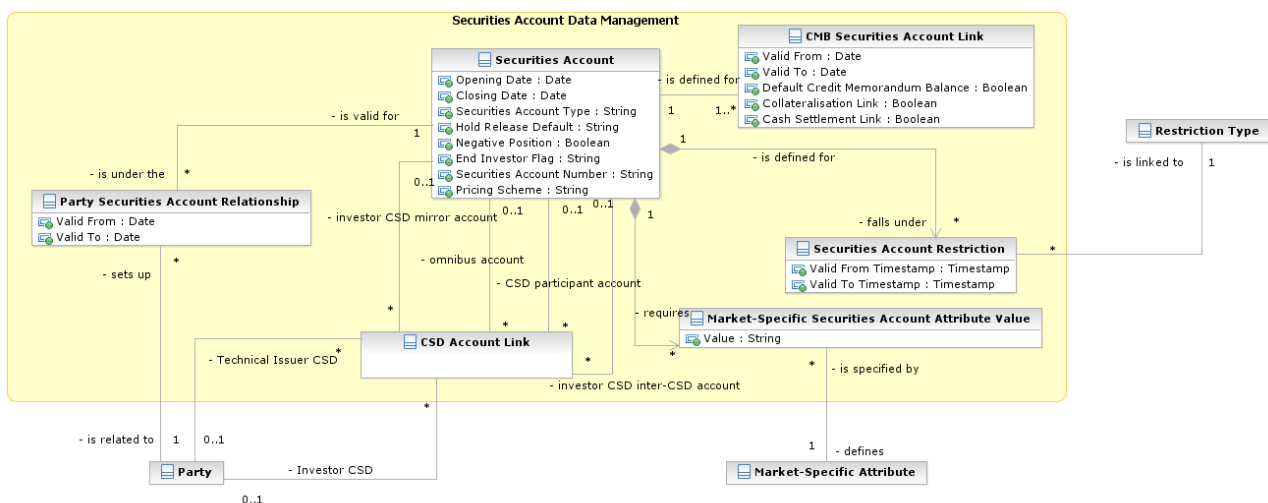 Securities Account Data Management
Securities Account
Opening Date : Date
Closing Date : Date
Securities Account Type : String
Hold Release Default : String
Negative Position : Boolean
End Investor Flag : String
Securities Account Number : String
Pricing Scheme : String
CMB Securities Account Link
Valid From : Date
Valid To : Date
Default Credit Memorandum Balance : Boolean
Collateralisation Link : Boolean
Cash Settlement Link : Boolean
- is defined for
1
1..*
- is valid for
1
Restriction Type
- is linked to
1
1
- is defined for
- is under the
*
0..1
Party Securities Account Relationship
Valid From : Date
Valid To : Date
- investor CSD mirror account
0..1
0..1
0..1
1
- falls under
*
Securities Account Restriction
Valid From Timestamp : Timestamp
Valid To Timestamp : Timestamp
*
*
- sets up
- omnibus account
- CSD participant account
*
- requires
Market-Specific Securities Account Attribute Value
Value : String
*
*
CSD Account Link
*
- Technical Issuer CSD
*
*
*
- is specified by
- investor CSD inter-CSD account
*
- is related to
1
0..1
1
- defines
Party
- Investor CSD
Market-Specific Attribute
0..1